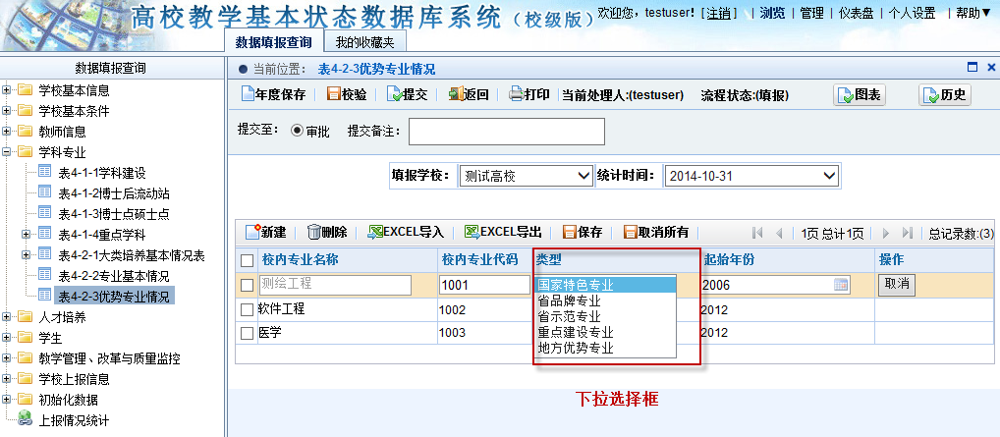 高校教学基本状态数据库系统（校级版）
欢迎您，testuser! [注销] | 浏览 | 管理 | 仪表盘 | 个人设置 | 帮助▼
数据填报查询 我的收藏夹
数据填报查询
学校基本信息
学校基本条件
教师信息
学科专业
表4-1-1学科建设
表4-1-2博士后流动站
表4-1-3博士点硕士点
表4-1-4重点学科
表4-2-1大类培养基本情况表
表4-2-2专业基本情况
表4-2-3优势专业情况
人才培养
学生
教学管理、改革与质量监控
学校上报信息
初始化数据
上报情况统计
当前位置： 表4-2-3优势专业情况
年度保存 | 校验 | 提交 | 返回 | 打印 | 当前处理人:(testuser) 流程状态:(填报) 图表 历史
提交至： 审批 提交备注：
填报学校： 测试高校 统计时间： 2014-10-31
新建 | 删除 | EXCEL导入 | EXCEL导出 | 保存 | 取消所有 | 1页 总计1页 | 总记录数:(3)
校内专业名称 校内专业代码 类型 起始年份 操作
测绘工程 1001 国家特色专业 2006 取消
省品牌专业
软件工程 1002 2012
省示范专业
医学 1003 重点建设专业 2012
地方优势专业
下拉选择框